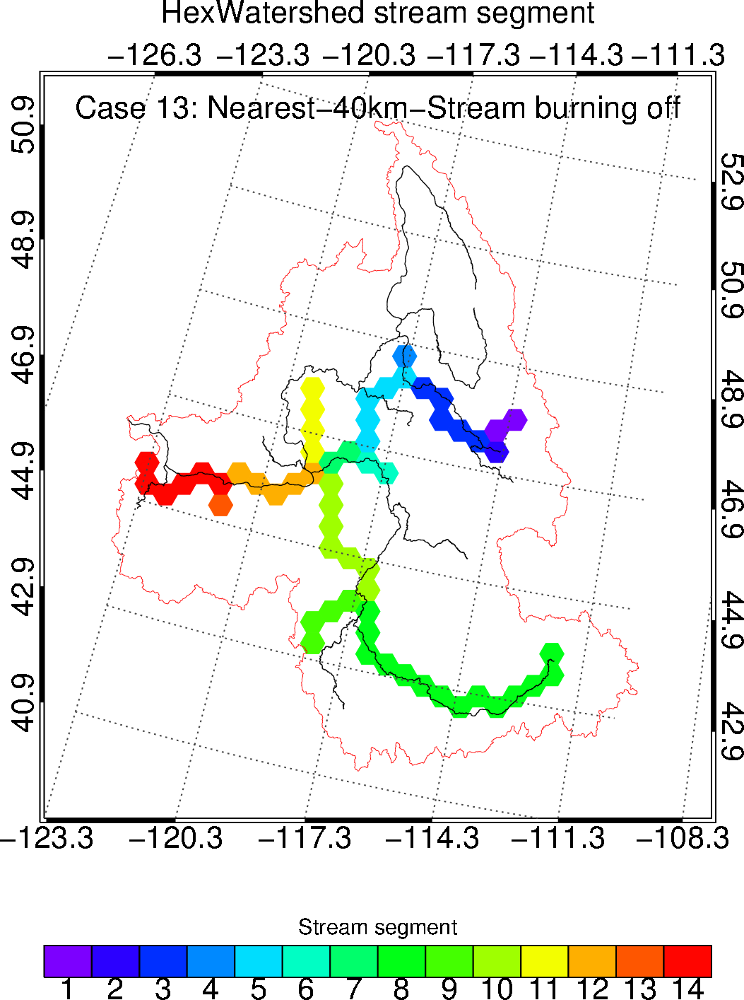 HexWatershed stream segment
−126.3 −123.3 −120.3 −117.3 −114.3 −111.3
Case 13: Nearest−40km−Stream burning off
50.9
48.9
46.9
44.9
42.9
40.9
52.9
50.9
48.9
46.9
44.9
42.9
−123.3 −120.3 −117.3 −114.3 −111.3 −108.3
Stream segment
1 2 3 4 5 6 7 8 9 10 11 12 13 14